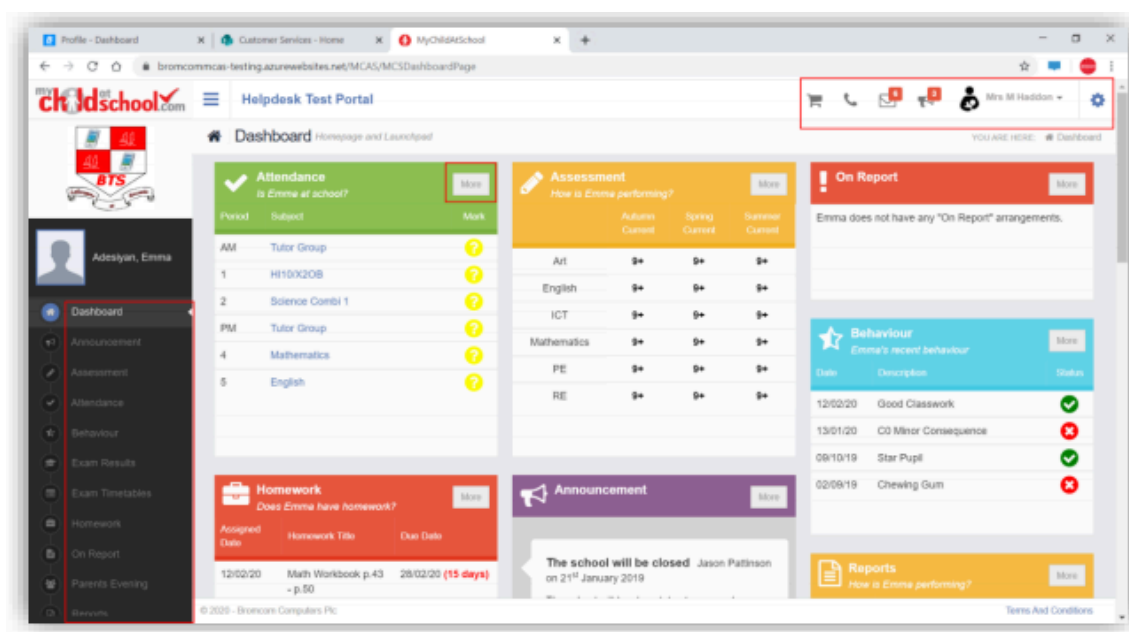 Profile - Dashboard
Customer Services - Home
MyChildAtSchool
bromcommcas-testing.azurewebsites.net/MCAS/MCSDashboardPage
my child at school.com
Helpdesk Test Portal
Mrs M Haddon
Dashboard Homepage and Launchpad
YOU ARE HERE: Dashboard
BTS
Adesiyan, Emma
Dashboard
Announcement
Assessment
Attendance
Behaviour
Exam Results
Exam Timetables
Homework
On Report
Parents Evening
Reports
Attendance
Is Emma at school?
More
Period Subject Mark
AM Tutor Group ?
1 HI10/X2OB ?
2 Science Combi 1 ?
PM Tutor Group ?
4 Mathematics ?
5 English ?
Homework
Does Emma have homework?
More
Assigned Date Homework Title Due Date
12/02/20 Math Workbook p.43 28/02/20 (15 days)
- p.50
Assessment
How is Emma performing?
More
Autumn Spring Summer
Current Current Current
Art 9+ 9+ 9+
English 9+ 9+ 9+
ICT 9+ 9+ 9+
Mathematics 9+ 9+ 9+
PE 9+ 9+ 9+
RE 9+ 9+ 9+
Announcement
More
The school will be closed Jason Pattinson
on 21st January 2019
On Report
More
Emma does not have any "On Report" arrangements.
Behaviour
Emma's recent behaviour
More
Date Description Status
12/02/20 Good Classwork
13/01/20 C0 Minor Consequence
09/10/19 Star Pupil
02/09/19 Chewing Gum
Reports
How is Emma performing?
More
© 2020 - Bromcom Computers Plc
Terms And Conditions